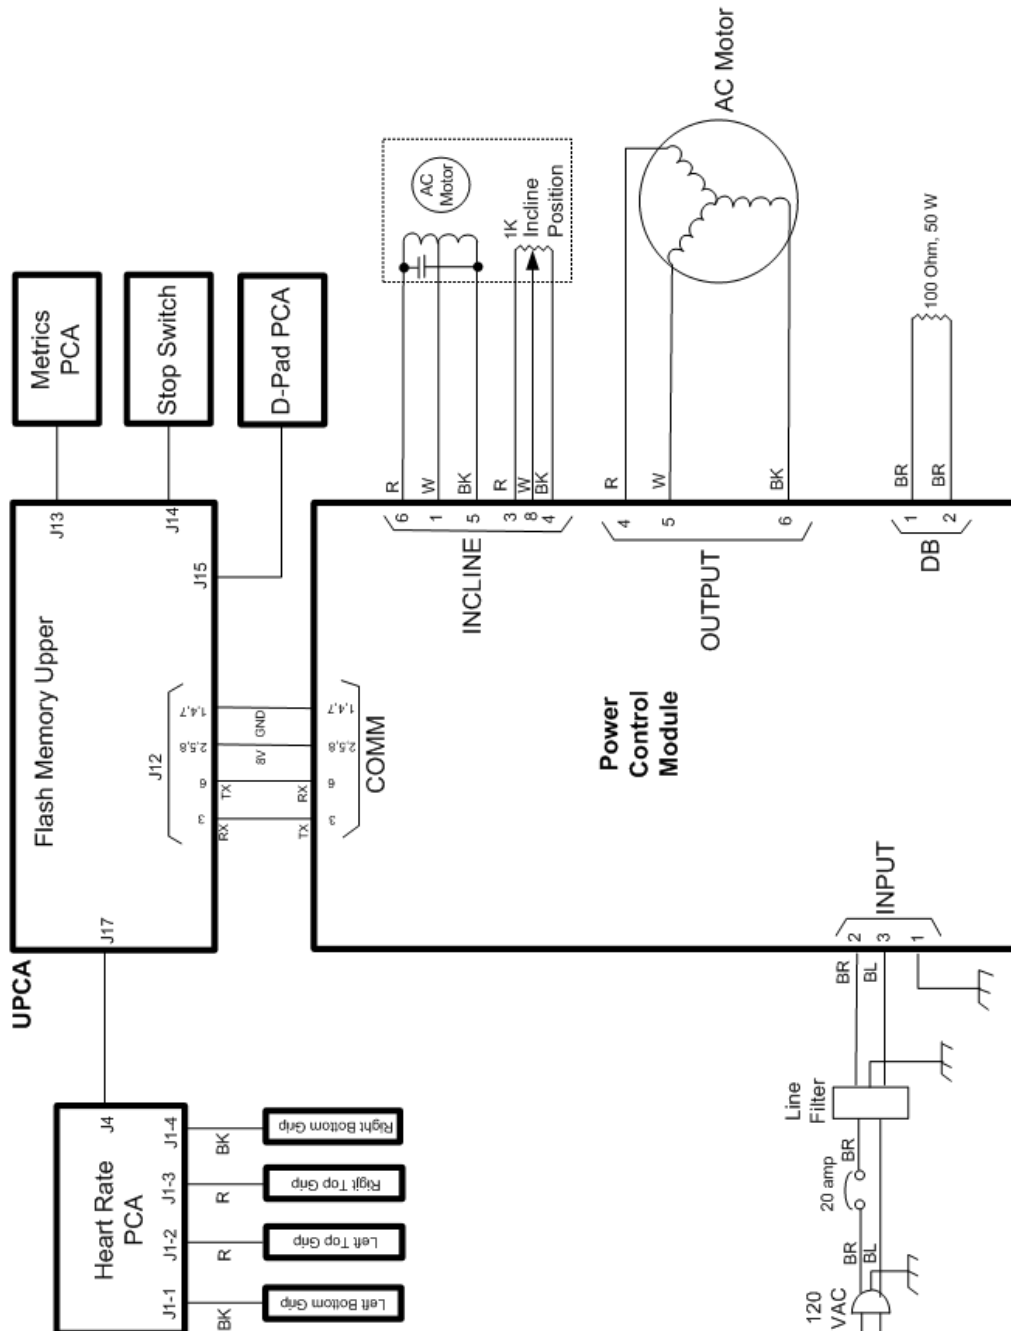 Metrics
PCA
Stop Switch
D-Pad PCA
AC
Motor
1K
Incline
Position
AC Motor
100 Ohm, 50 W
R
W
BK
R
W
BK
R
W
BK
BR
BR
6
1
5
3
8
4
INCLINE
4
5
6
OUTPUT
1
2
DB
J13
J14
J15
Flash Memory Upper
J12
1,4,7
2,5,8
6
3
GND
8V
TX
RX
RX
TX
1,4,7
2,5,8
6
3
COMM
J17
UPCA
Power
Control
Module
INPUT
2
3
1
BR
BL
Line
Filter
BR
20 amp
BR
BL
120
VAC
Heart Rate
PCA
J4
J1-4
J1-3
J1-2
J1-1
BK
R
R
BK
Right Bottom Grip
Rigjt Top Grip
Left Top Grip
Left Bottom Grip